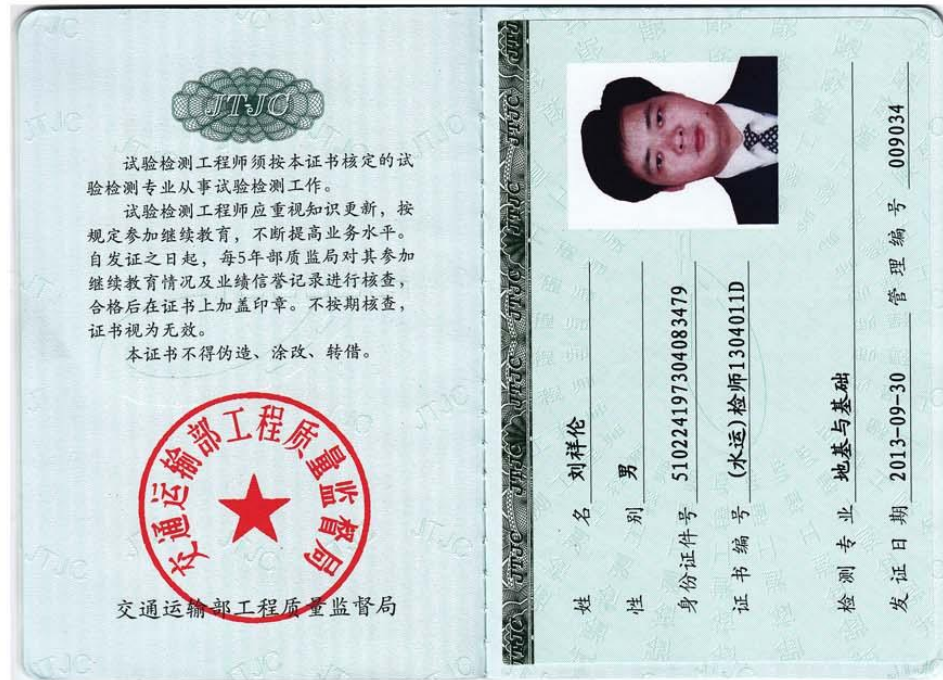 JT-JC
试验检测工程师须按本证书核定的试
验检测专业从事试验检测工作。
试验检测工程师应重视知识更新，按
规定参加继续教育，不断提高业务水平。
自发证之日起，每5年部质监局对其参加
继续教育情况及业绩信誉记录进行核查，
合格后在证书上加盖印章。不按期核查，
证书视为无效。
本证书不得伪造、涂改、转借。
交通运输部工程质量监督局
交通运输部工程质量监督局
姓名 刘祥伦
性别 男
身份证件号 510224197304083479
证书编号 (水运)检师1304011D
检测专业 地基与基础
发证日期 2013-09-30 管理编号 009034